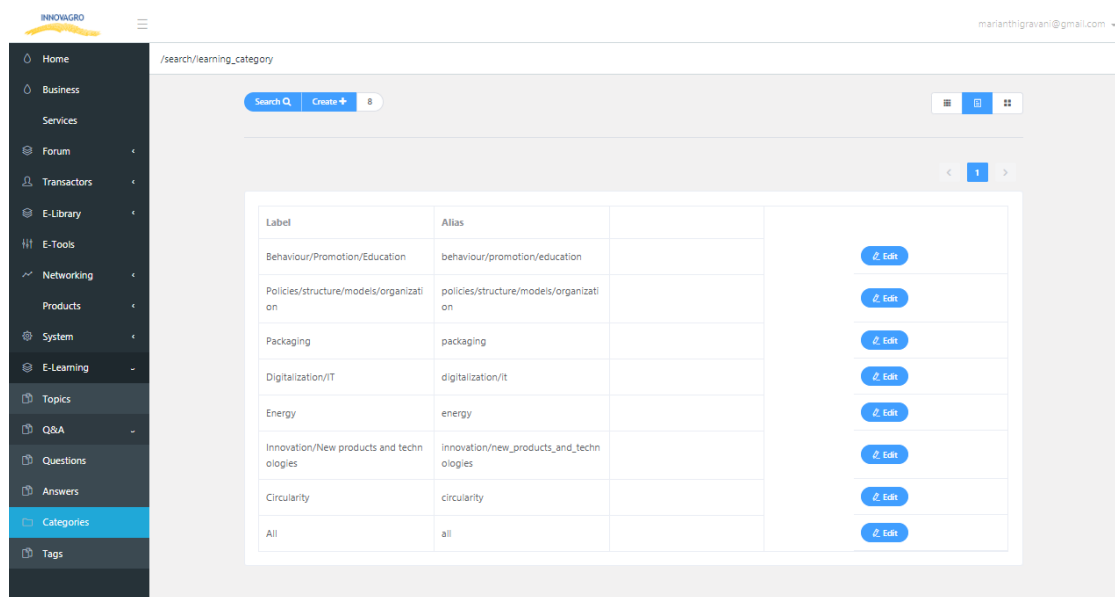 INNOVAGRO
marianthigravani@gmail.com
Home
/search/learning_category
Business
Services
Forum
Transactors
E-Library
E-Tools
Networking
Products
System
E-Learning
Topics
Q&A
Questions
Answers
Categories
Tags
Search Create + 8
1
Label Alias
Behaviour/Promotion/Education behaviour/promotion/education Edit
Policies/structure/models/organizati policies/structure/models/organizati Edit
on on
Packaging packaging Edit
Digitalization/IT digitalization/it Edit
Energy energy Edit
Innovation/New products and techn innovation/new_products_and_techn Edit
ologies ologies
Circularity circularity Edit
All all Edit